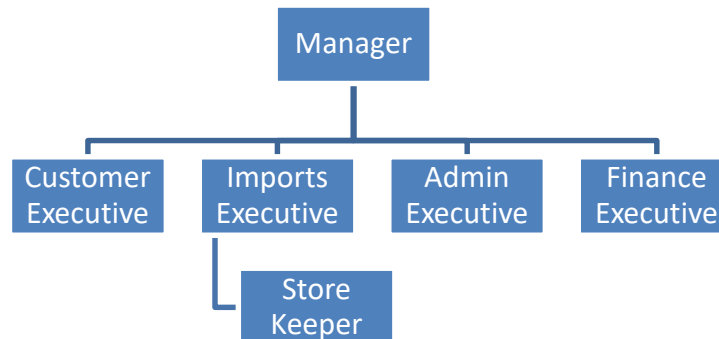 Manager
Customer
Executive
Imports
Executive
Admin
Executive
Finance
Executive
Store
Keeper